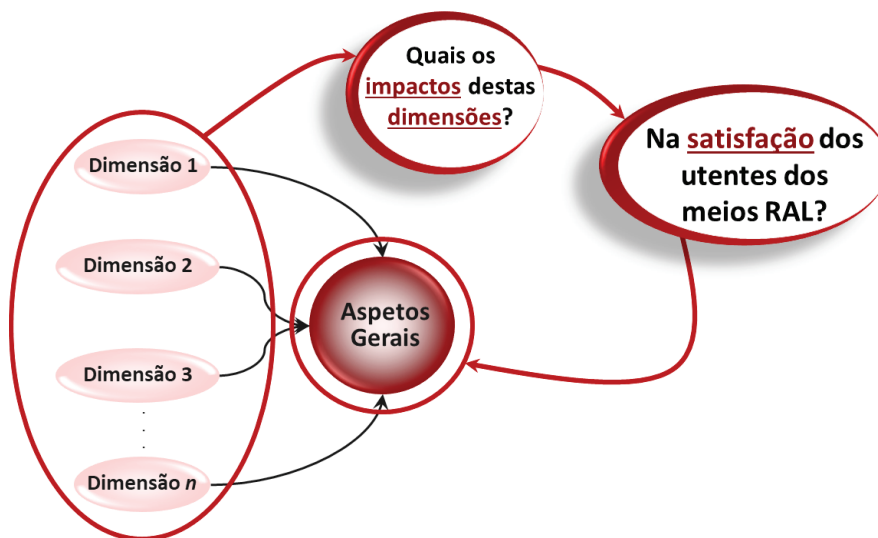 Quais os
impactos destas
dimensões?
Na satisfação dos
utentes dos
meios RAL?
Dimensão 1
Dimensão 2
Dimensão 3
Dimensão n
Aspetos
Gerais